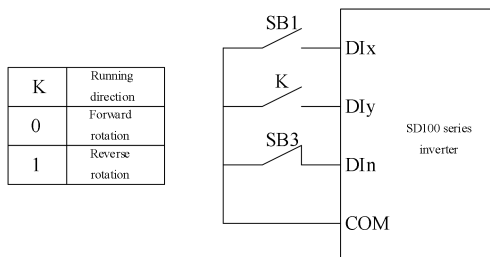 K
Running
direction
0
Forward
rotation
1
Reverse
rotation
SB1
DIx
K
DIy
SB3
DIn
COM
SD100 series
inverter